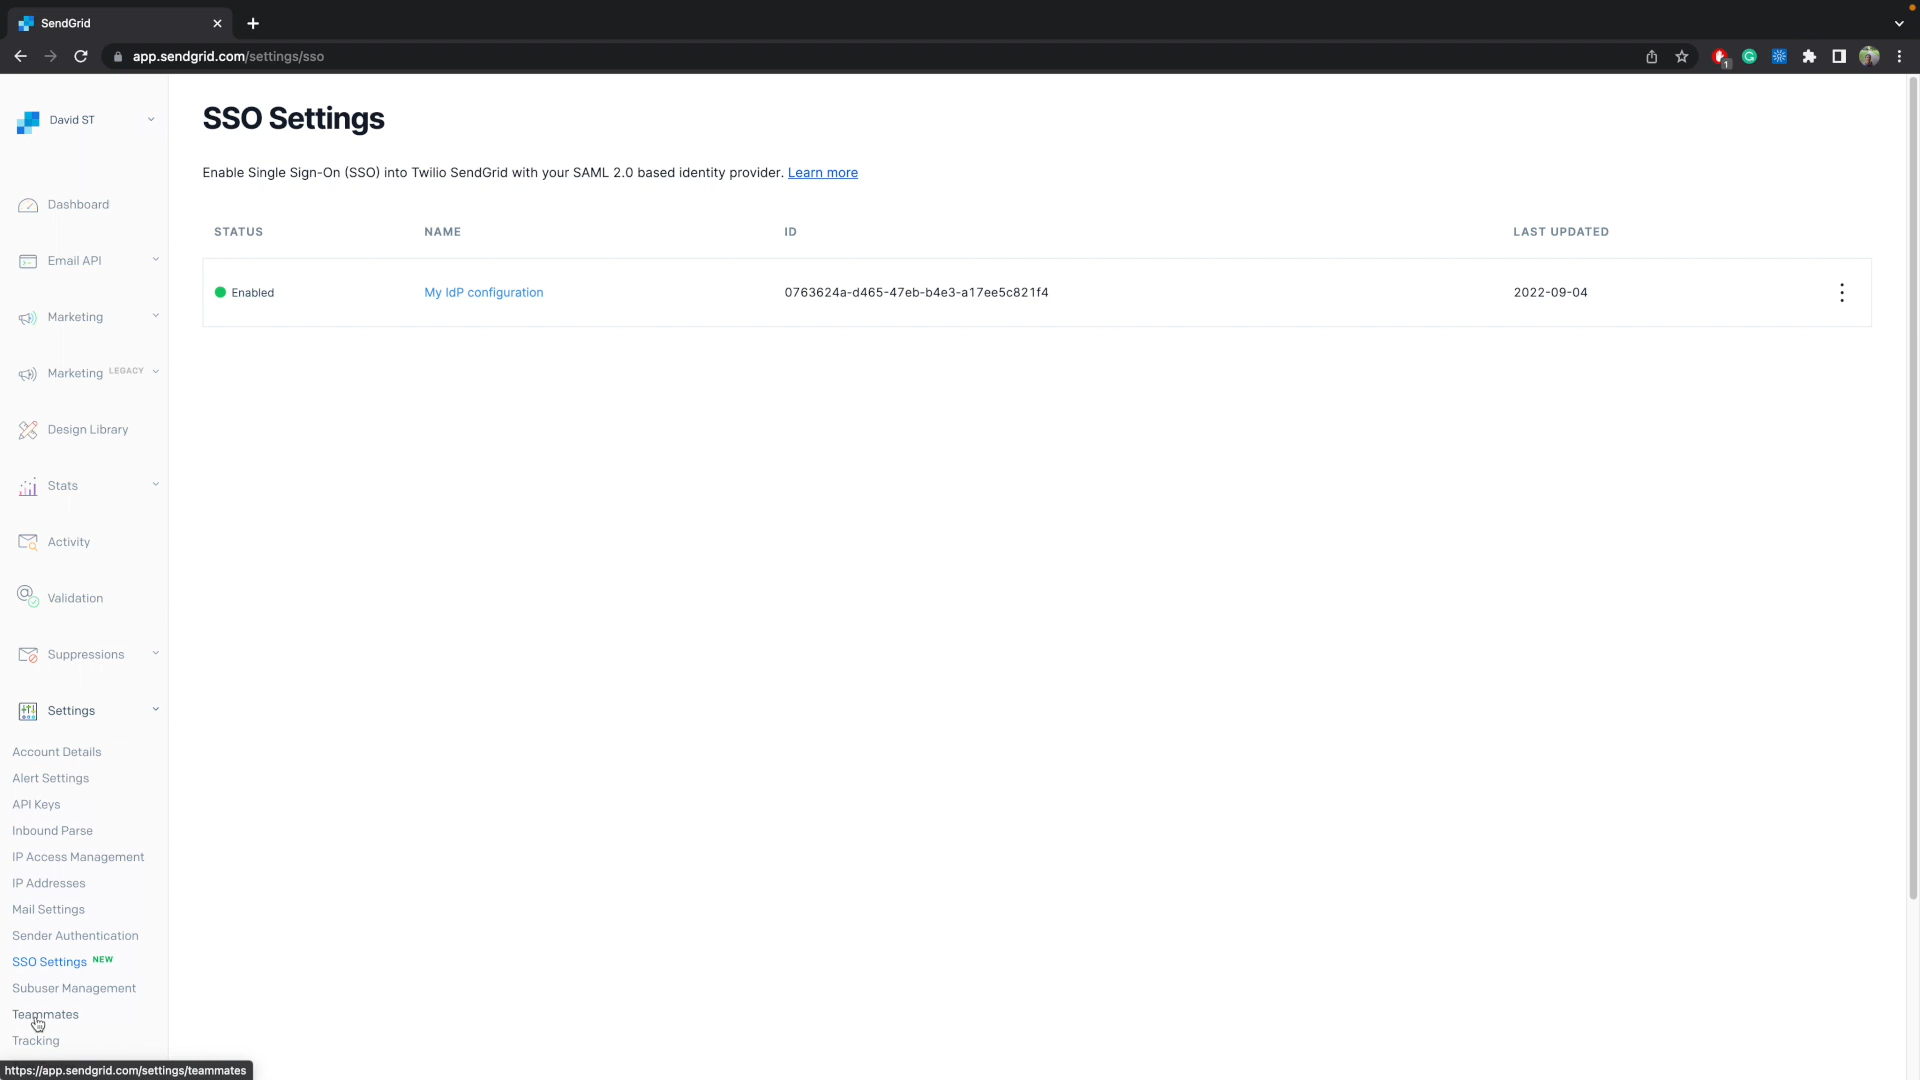 SendGrid
app.sendgrid.com/settings/sso
1
David ST
SSO Settings
Enable Single Sign-On (SSO) into Twilio SendGrid with your SAML 2.0 based identity provider. Learn more
STATUS NAME ID LAST UPDATED
Enabled My IdP configuration 0763624a-d465-47eb-b4e3-a17ee5c821f4 2022-09-04
Dashboard
Email API
Marketing
Marketing LEGACY
Design Library
Stats
Activity
Validation
Suppressions
Settings
Account Details
Alert Settings
API Keys
Inbound Parse
IP Access Management
IP Addresses
Mail Settings
Sender Authentication
SSO Settings NEW
Subuser Management
Teammates
Tracking
https://app.sendgrid.com/settings/teammates